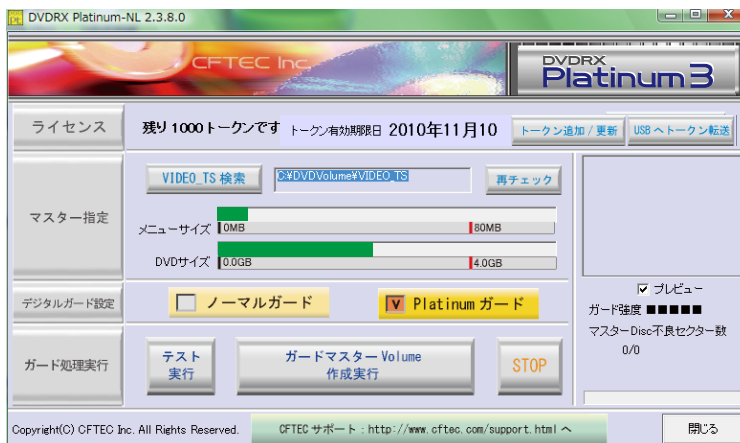 DVDRX Platinum-NL 2.3.8.0
CFTEC Inc.
DVDRX
Platinum 3
ライセンス
残り 1000 トークンです トークン有効期限日 2010年11月10
トークン追加 / 更新
USB へトークン転送
マスター指定
VIDEO_TS 検索
C:¥DVDVolume¥VIDEO_TS
再チェック
メニューサイズ 0MB 80MB
DVDサイズ 0.0GB 4.0GB
デジタルガード設定
ノーマルガード
V Platinum ガード
プレビュー
ガード強度 ■■■■■
マスターDisc不良セクター数
0/0
ガード処理実行
テスト
実行
ガードマスター Volume
作成実行
STOP
Copyright(C) CFTEC Inc. All Rights Reserved.
CFTEC サポート : http://www.cftec.com/support.html へ
閉じる